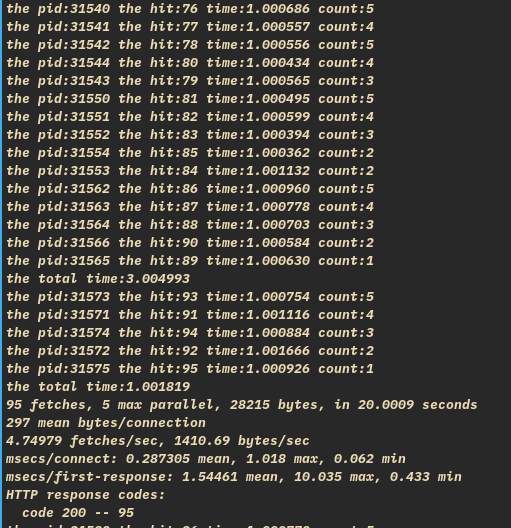 the pid:31540 the hit:76 time:1.000686 count:5
the pid:31541 the hit:77 time:1.000557 count:4
the pid:31542 the hit:78 time:1.000556 count:5
the pid:31544 the hit:80 time:1.000434 count:4
the pid:31543 the hit:79 time:1.000565 count:3
the pid:31550 the hit:81 time:1.000495 count:5
the pid:31551 the hit:82 time:1.000599 count:4
the pid:31552 the hit:83 time:1.000394 count:3
the pid:31554 the hit:85 time:1.000362 count:2
the pid:31553 the hit:84 time:1.001132 count:2
the pid:31562 the hit:86 time:1.000960 count:5
the pid:31563 the hit:87 time:1.000778 count:4
the pid:31564 the hit:88 time:1.000703 count:3
the pid:31566 the hit:90 time:1.000584 count:2
the pid:31565 the hit:89 time:1.000630 count:1
the total time:3.004993
the pid:31573 the hit:93 time:1.000754 count:5
the pid:31571 the hit:91 time:1.001116 count:4
the pid:31574 the hit:94 time:1.000884 count:3
the pid:31572 the hit:92 time:1.001666 count:2
the pid:31575 the hit:95 time:1.000926 count:1
the total time:1.001819
95 fetches, 5 max parallel, 28215 bytes, in 20.0009 seconds
297 mean bytes/connection
4.74979 fetches/sec, 1410.69 bytes/sec
msecs/connect: 0.287305 mean, 1.018 max, 0.062 min
msecs/first-response: 1.54461 mean, 10.035 max, 0.433 min
HTTP response codes:
  code 200 -- 95